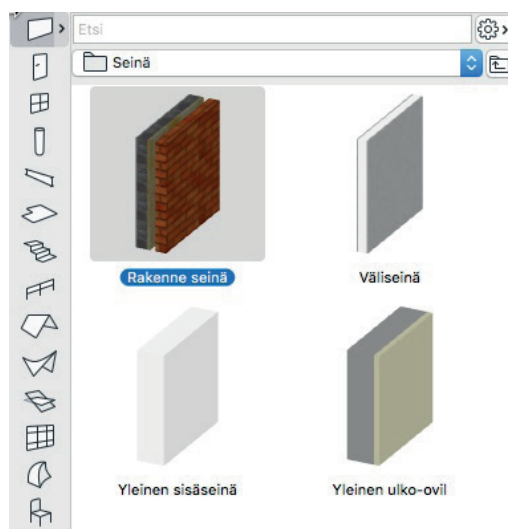 Etsi
Seinä
Rakenne seinä
Väliseinä
Yleinen sisäseinä
Yleinen ulko-ovil